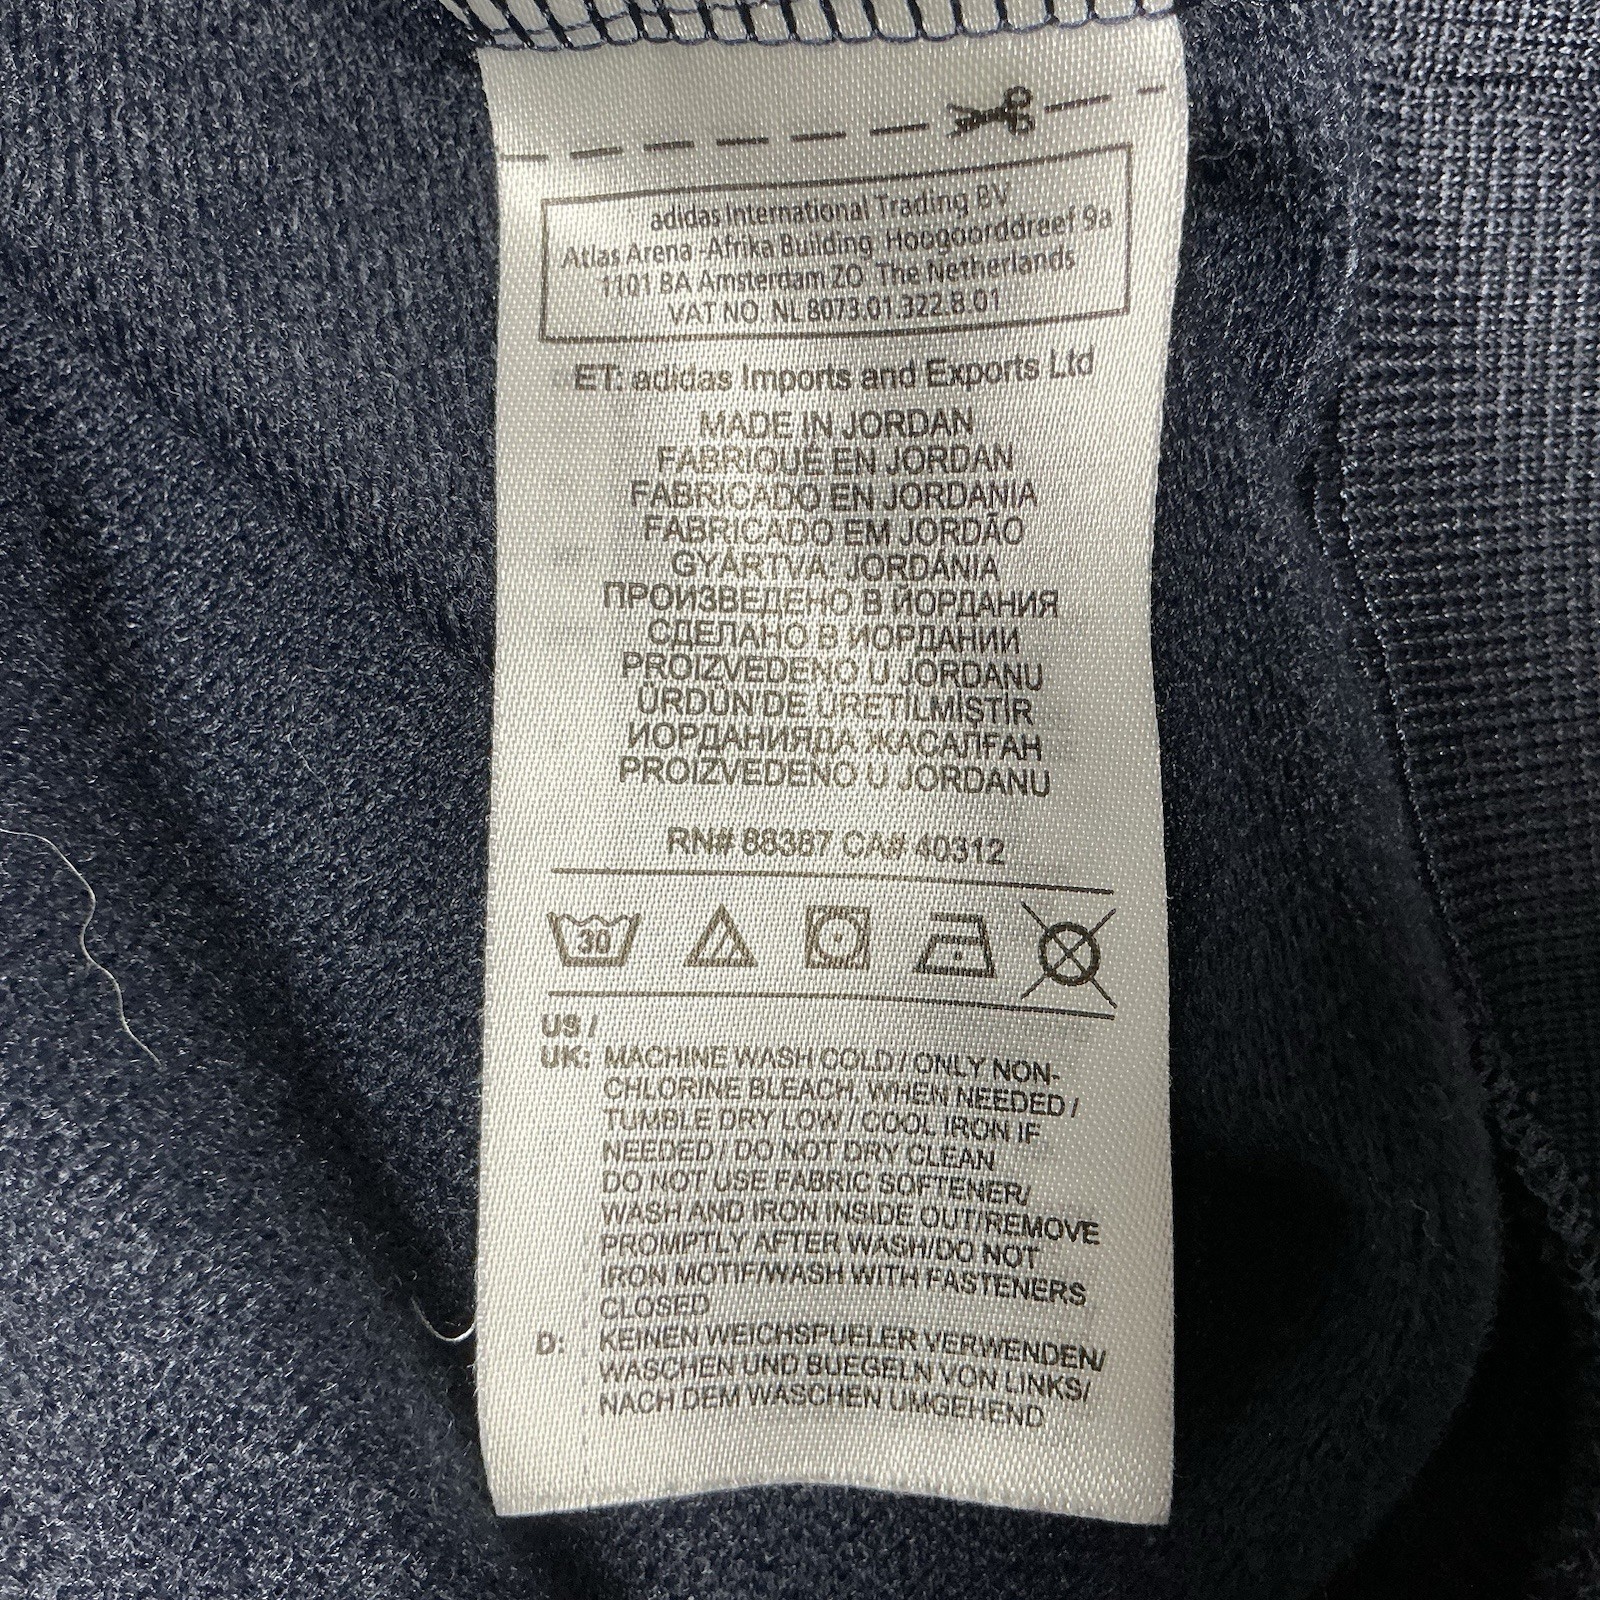 adidas International Trading BV
Atlas Arena -Afrika Building Hoogoorddreef 9a
1101 BA Amsterdam ZO The Netherlands
VAT NO. NL 8073.01.322.B.01
ET: adidas Imports and Exports Ltd
MADE IN JORDAN
FABRIQUÉ EN JORDAN
FABRICADO EN JORDANIA
FABRICADO EM JORDÃO
GYÁRTVA: JORDÁNIA
ПРОИЗВЕДЕНО В ЙОРДАНИЯ
СДЕЛАНО В ИОРДАНИИ
PROIZVEDENO U JORDANU
ÜRDÜN'DE ÜRETİLMİŞTİR
ИОРДАНИЯДА ЖАСАЛҒАН
PROIZVEDENO U JORDANU
RN# 88387 CA# 40312
30
US /
UK: MACHINE WASH COLD / ONLY NON-
CHLORINE BLEACH, WHEN NEEDED /
TUMBLE DRY LOW / COOL IRON IF
NEEDED / DO NOT DRY CLEAN
DO NOT USE FABRIC SOFTENER/
WASH AND IRON INSIDE OUT/REMOVE
PROMPTLY AFTER WASH/DO NOT
IRON MOTIF/WASH WITH FASTENERS
CLOSED
D: KEINEN WEICHSPUELER VERWENDEN/
WASCHEN UND BUEGELN VON LINKS/
NACH DEM WASCHEN UMGEHEND